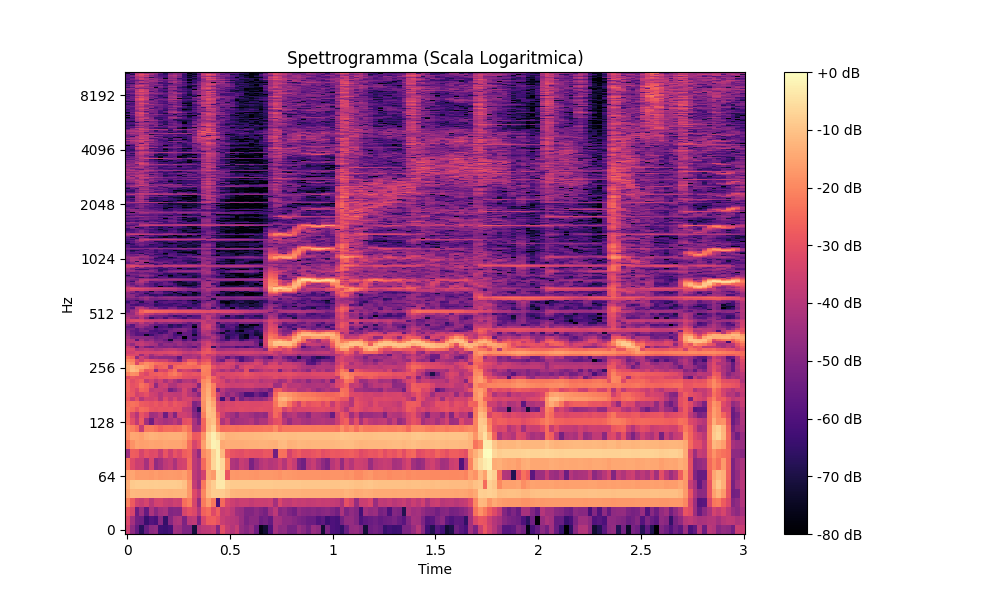 Spettrogramma (Scala Logaritmica)
+0 dB
8192
-10 dB
4096
-20 dB
2048
-30 dB
1024
-40 dB
Hz
512
-50 dB
256
-60 dB
128
-70 dB
64
0
-80 dB
0 0.5 1 1.5 2 2.5 3
Time